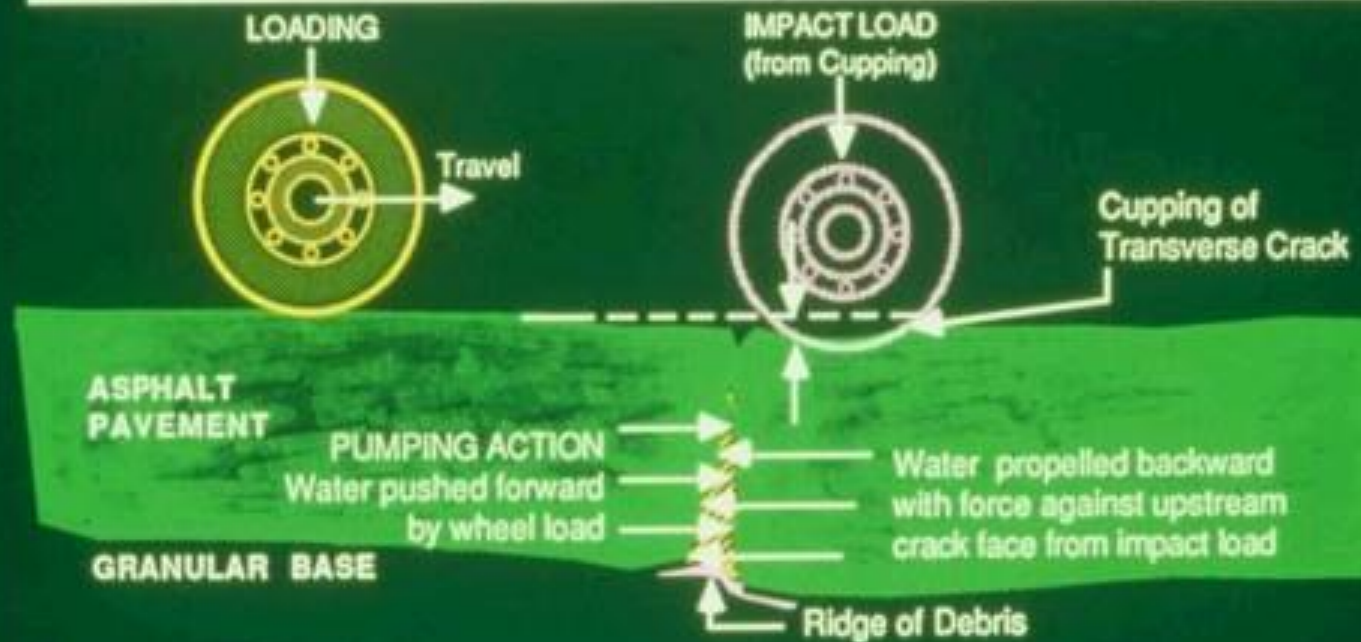 LOADING
IMPACT LOAD
(from Cupping)
Travel
Cupping of
Transverse Crack
ASPHALT
PAVEMENT
PUMPING ACTION
Water pushed forward
by wheel load
Water propelled backward
with force against upstream
crack face from impact load
GRANULAR BASE
Ridge of Debris